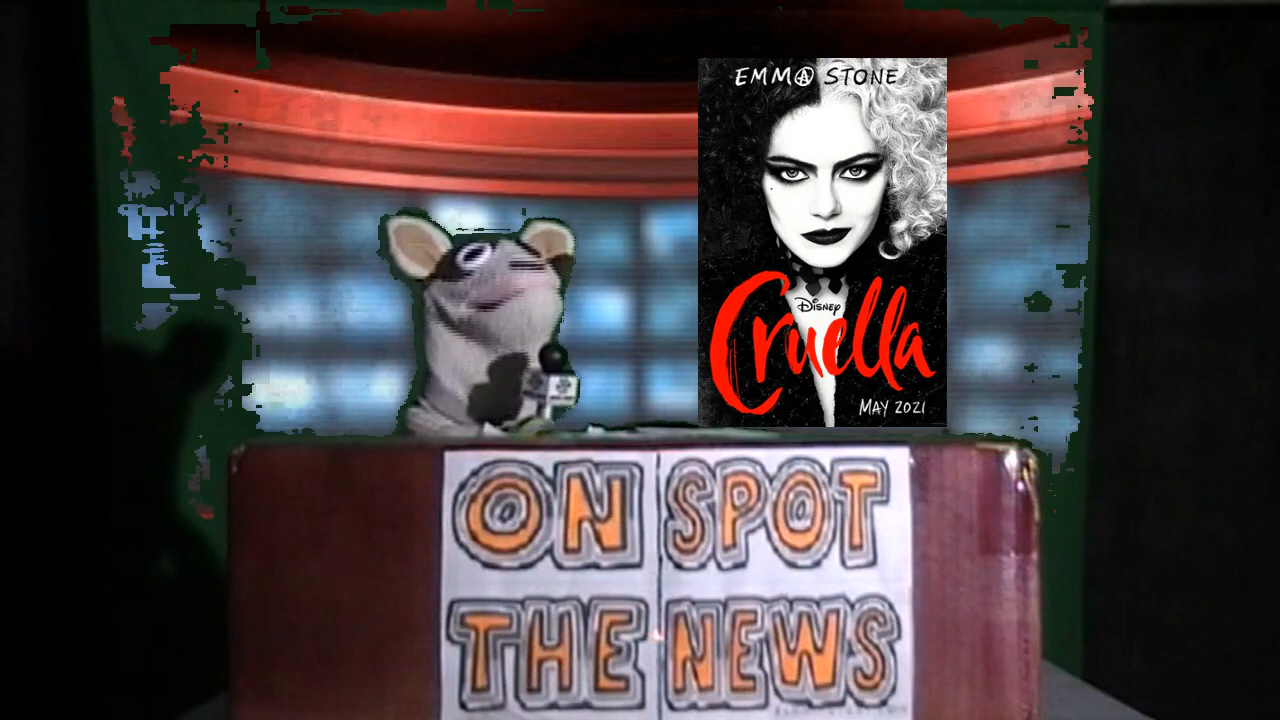 EMMA STONE
Disney
Cruella
MAY 2021
ON SPOT
THE NEWS